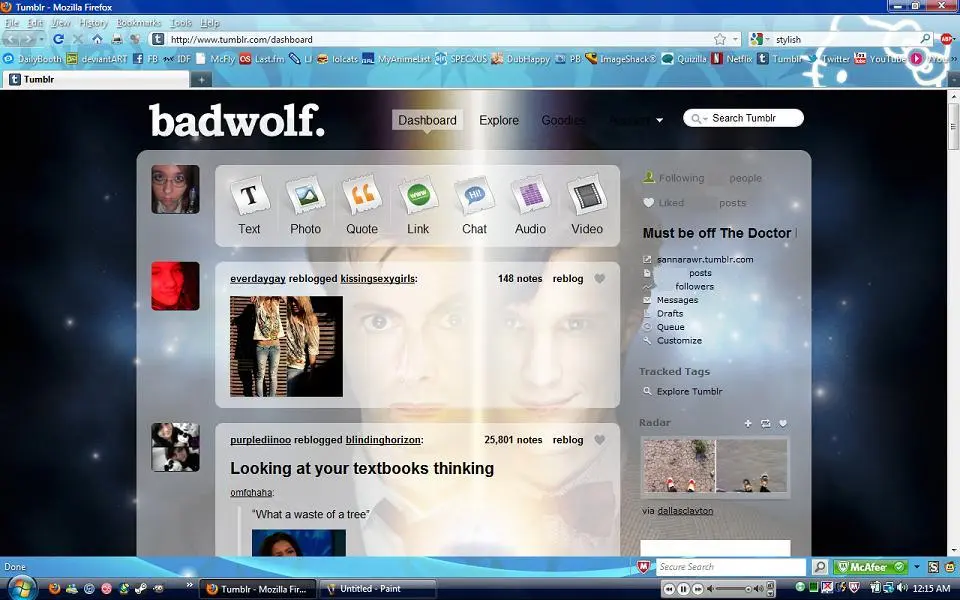 Tumblr - Mozilla Firefox
File Edit View History Bookmarks Tools Help
http://www.tumblr.com/dashboard
stylish
DailyBooth deviantART FB IDF McFly Last.fm LJ lolcats MyAnimeList SPECXUS DubHappy PB ImageShack® Quizilla Netflix Tumblr Twitter YouTube
Tumblr
badwolf.
Dashboard Explore Goodies
Search Tumblr
Text Photo Quote Link Chat Audio Video
Following people
Liked posts
Must be off The Doctor
sannarawr.tumblr.com
posts
followers
Messages
Drafts
Queue
Customize
Tracked Tags
Explore Tumblr
Radar
via dallasclayton
everdaygay reblogged kissingsexygirls:
148 notes reblog
purplediinoo reblogged blindinghorizon:
25,801 notes reblog
Looking at your textbooks thinking
omfohaha:
“What a waste of a tree”
Done
Secure Search
McAfee
Tumblr - Mozilla Fir...
Untitled - Paint
12:15 AM